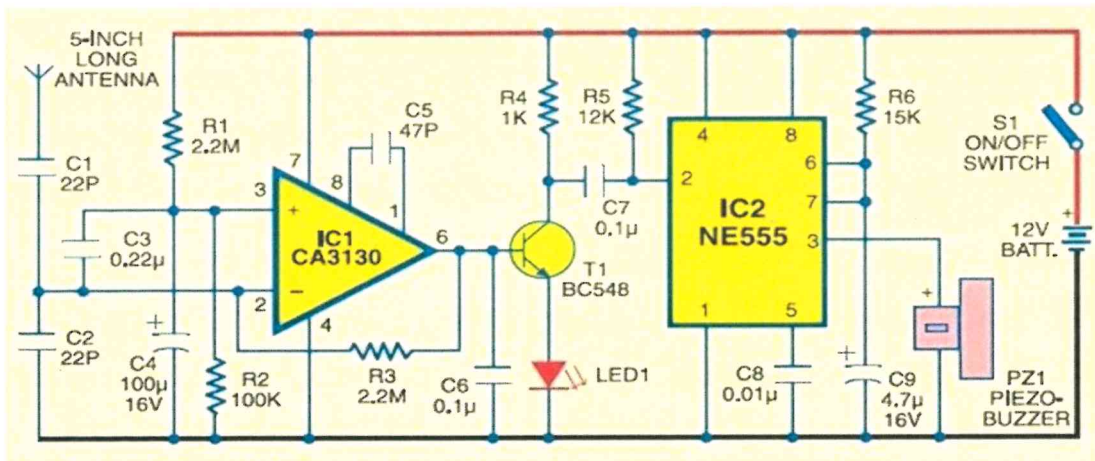 5-INCH
LONG
ANTENNA
C1
22P
C2
22P
C3
0.22µ
R1
2.2M
C4
100µ
16V
+
R2
100K
7
8
3
+
IC1
CA3130
2
−
4
1
6
C5
47P
R3
2.2M
C6
0.1µ
R4
1K
R5
12K
C7
0.1µ
T1
BC548
LED1
4
8
2
6
7
3
IC2
NE555
1
5
C8
0.01µ
R6
15K
+
C9
4.7µ
16V
+
PZ1
PIEZO-
BUZZER
S1
ON/OFF
SWITCH
+
12V
BATT.